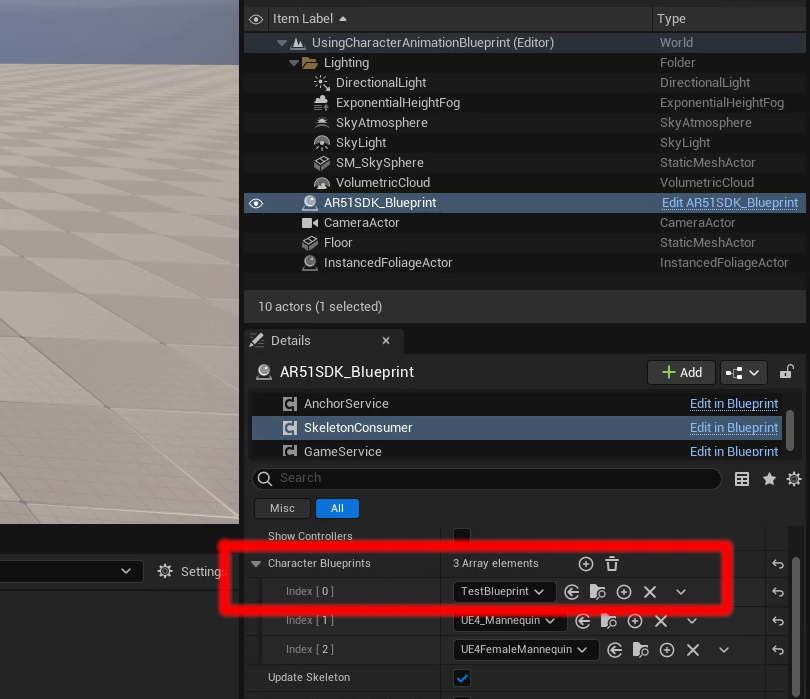 Item Label Type
UsingCharacterAnimationBlueprint (Editor) World
Lighting Folder
DirectionalLight DirectionalLight
ExponentialHeightFog ExponentialHeightFog
SkyAtmosphere SkyAtmosphere
SkyLight SkyLight
SM_SkySphere StaticMeshActor
VolumetricCloud VolumetricCloud
AR51SDK_Blueprint Edit AR51SDK_Blueprint
CameraActor CameraActor
Floor StaticMeshActor
InstancedFoliageActor InstancedFoliageActor
10 actors (1 selected)
Details
AR51SDK_Blueprint Add
AnchorService Edit in Blueprint
SkeletonConsumer Edit in Blueprint
GameService Edit in Blueprint
Search
Misc All
Show Controllers
Character Blueprints 3 Array elements
Settings
Index [ 0 ] TestBlueprint
Index [ 1 ] UE4_Mannequin
Index [ 2 ] UE4FemaleMannequin
Update Skeleton